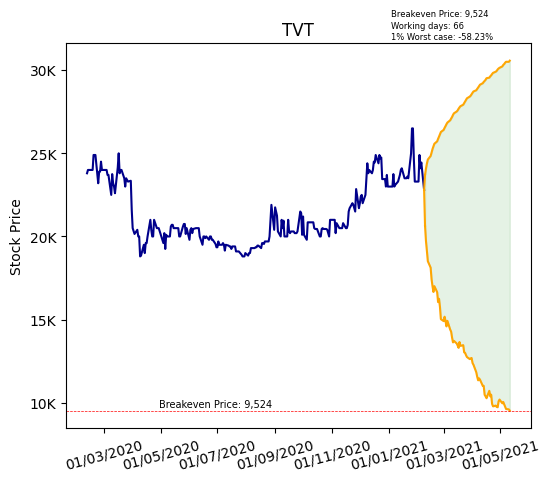 Breakeven Price: 9,524
Working days: 66
1% Worst case: -58.23%
TVT
Stock Price
30K
25K
20K
15K
10K
Breakeven Price: 9,524
01/03/2020
01/05/2020
01/07/2020
01/09/2020
01/11/2020
01/01/2021
01/03/2021
01/05/2021